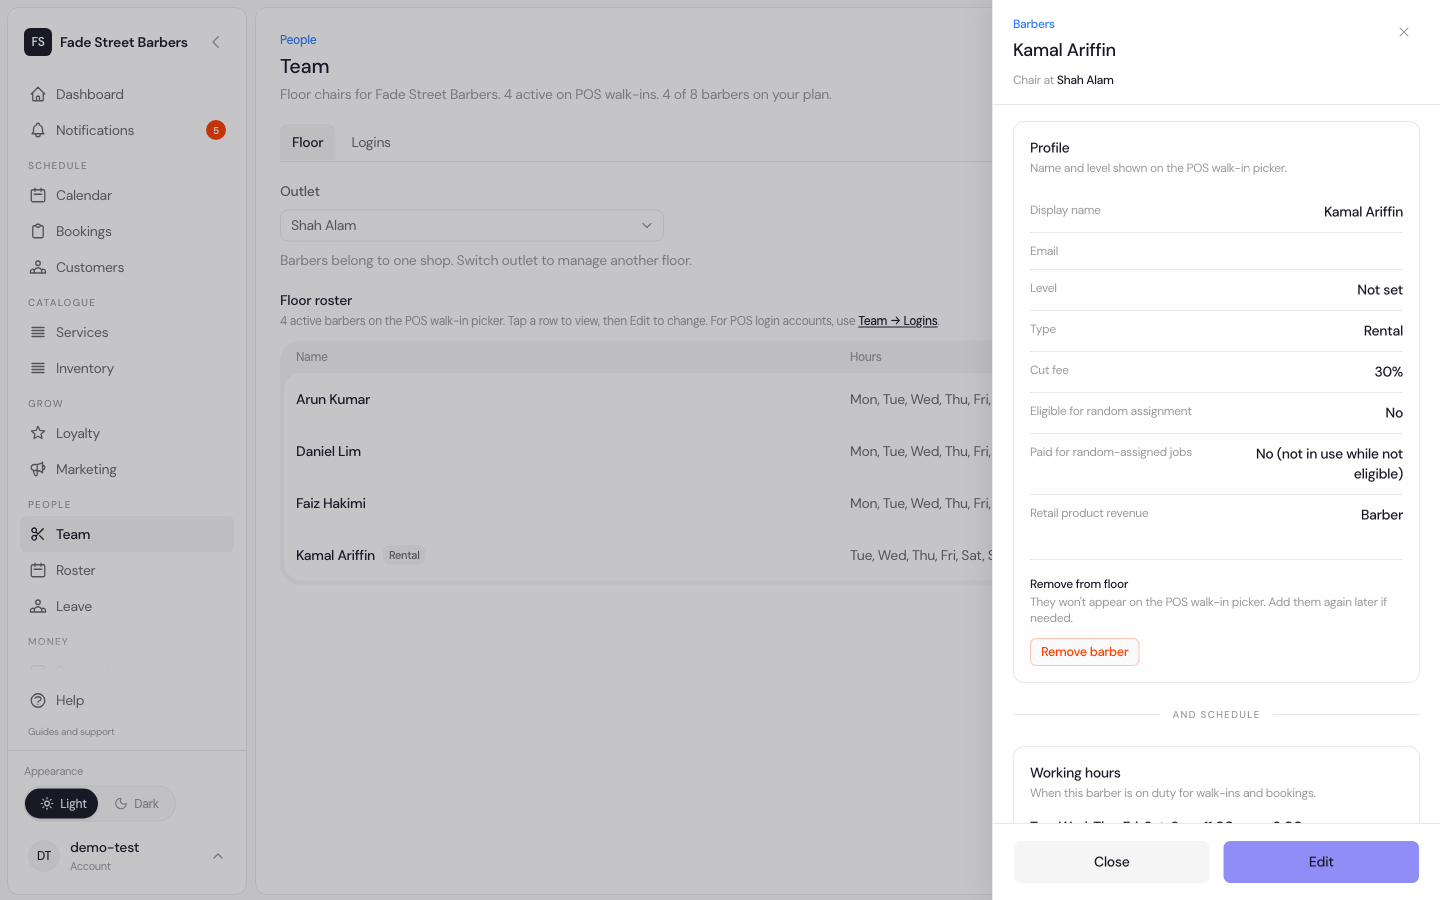 FS Fade Street Barbers
Dashboard
Notifications 5
SCHEDULE
Calendar
Bookings
Customers
CATALOGUE
Services
Inventory
GROW
Loyalty
Marketing
PEOPLE
Team
Roster
Leave
MONEY
Help
Guides and support
Appearance
Light Dark
DT demo-test
Account
People
Team
Floor chairs for Fade Street Barbers. 4 active on POS walk-ins. 4 of 8 barbers on your plan.
Floor Logins
Outlet
Shah Alam
Barbers belong to one shop. Switch outlet to manage another floor.
Floor roster
4 active barbers on the POS walk-in picker. Tap a row to view, then Edit to change. For POS login accounts, use Team → Logins.
Name Hours
Arun Kumar Mon, Tue, Wed, Thu, Fri,
Daniel Lim Mon, Tue, Wed, Thu, Fri,
Faiz Hakimi Mon, Tue, Wed, Thu, Fri,
Kamal Ariffin Rental Tue, Wed, Thu, Fri, Sat, S
Barbers
Kamal Ariffin
Chair at Shah Alam
Profile
Name and level shown on the POS walk-in picker.
Display name Kamal Ariffin
Email
Level Not set
Type Rental
Cut fee 30%
Eligible for random assignment No
Paid for random-assigned jobs No (not in use while not
eligible)
Retail product revenue Barber
Remove from floor
They won't appear on the POS walk-in picker. Add them again later if
needed.
Remove barber
AND SCHEDULE
Working hours
When this barber is on duty for walk-ins and bookings.
Close Edit